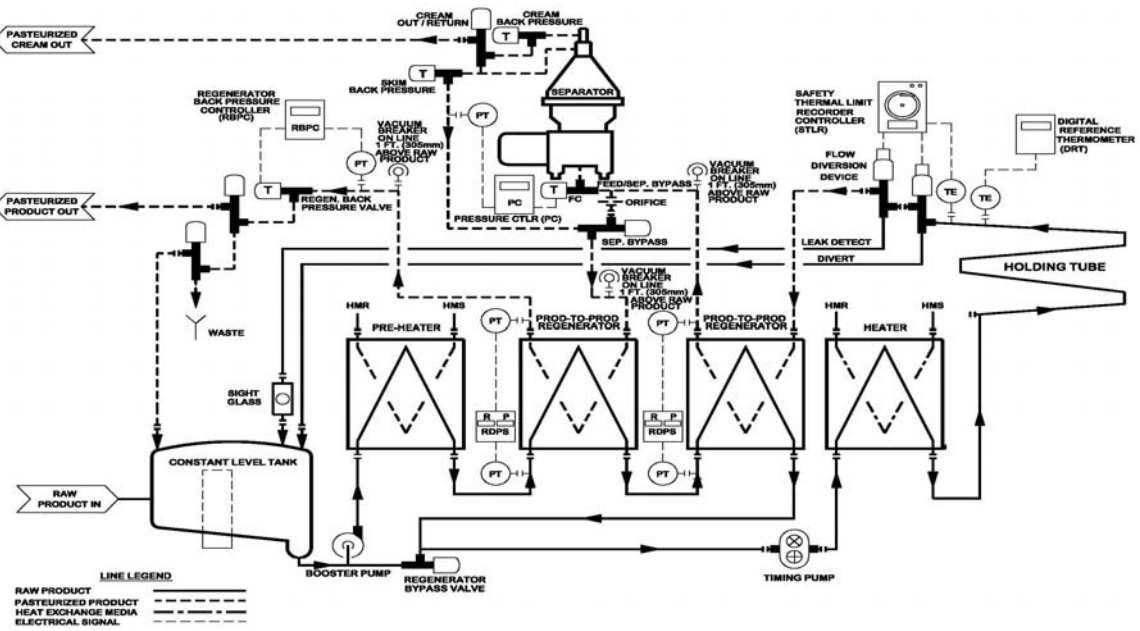 PASTEURIZED
CREAM OUT
CREAM
OUT / RETURN
CREAM
BACK PRESSURE
T
T
SKIM
BACK PRESSURE
SEPARATOR
REGENERATOR
BACK PRESSURE
CONTROLLER
(RBPC)
RBPC
PT
VACUUM
BREAKER
ON LINE
1 FT. (305mm)
ABOVE RAW
PRODUCT
PT
SAFETY
THERMAL LIMIT
RECORDER
CONTROLLER (STLR)
DIGITAL
REFERENCE
THERMOMETER
(DRT)
FLOW
DIVERSION
DEVICE
TE
TE
PASTEURIZED
PRODUCT OUT
T
REGEN. BACK
PRESSURE VALVE
PC
PRESSURE CTLR (PC)
T
FC
FEED/SEP. BYPASS
ORIFICE
VACUUM
BREAKER
ON LINE
1 FT. (305mm)
ABOVE RAW
PRODUCT
SEP. BYPASS
LEAK DETECT
DIVERT
HOLDING TUBE
VACUUM
BREAKER
ON LINE
1 FT. (305mm)
ABOVE RAW
PRODUCT
WASTE
HMR
HMS
PRE-HEATER
PT
PROD-TO-PROD
REGENERATOR
PT
PROD-TO-PROD
REGENERATOR
HMR
HMS
HEATER
SIGHT
GLASS
R P
RDPS
R P
RDPS
PT
PT
CONSTANT LEVEL TANK
RAW
PRODUCT IN
BOOSTER PUMP
REGENERATOR
BYPASS VALVE
TIMING PUMP
LINE LEGEND
RAW PRODUCT
PASTEURIZED PRODUCT
HEAT EXCHANGE MEDIA
ELECTRICAL SIGNAL